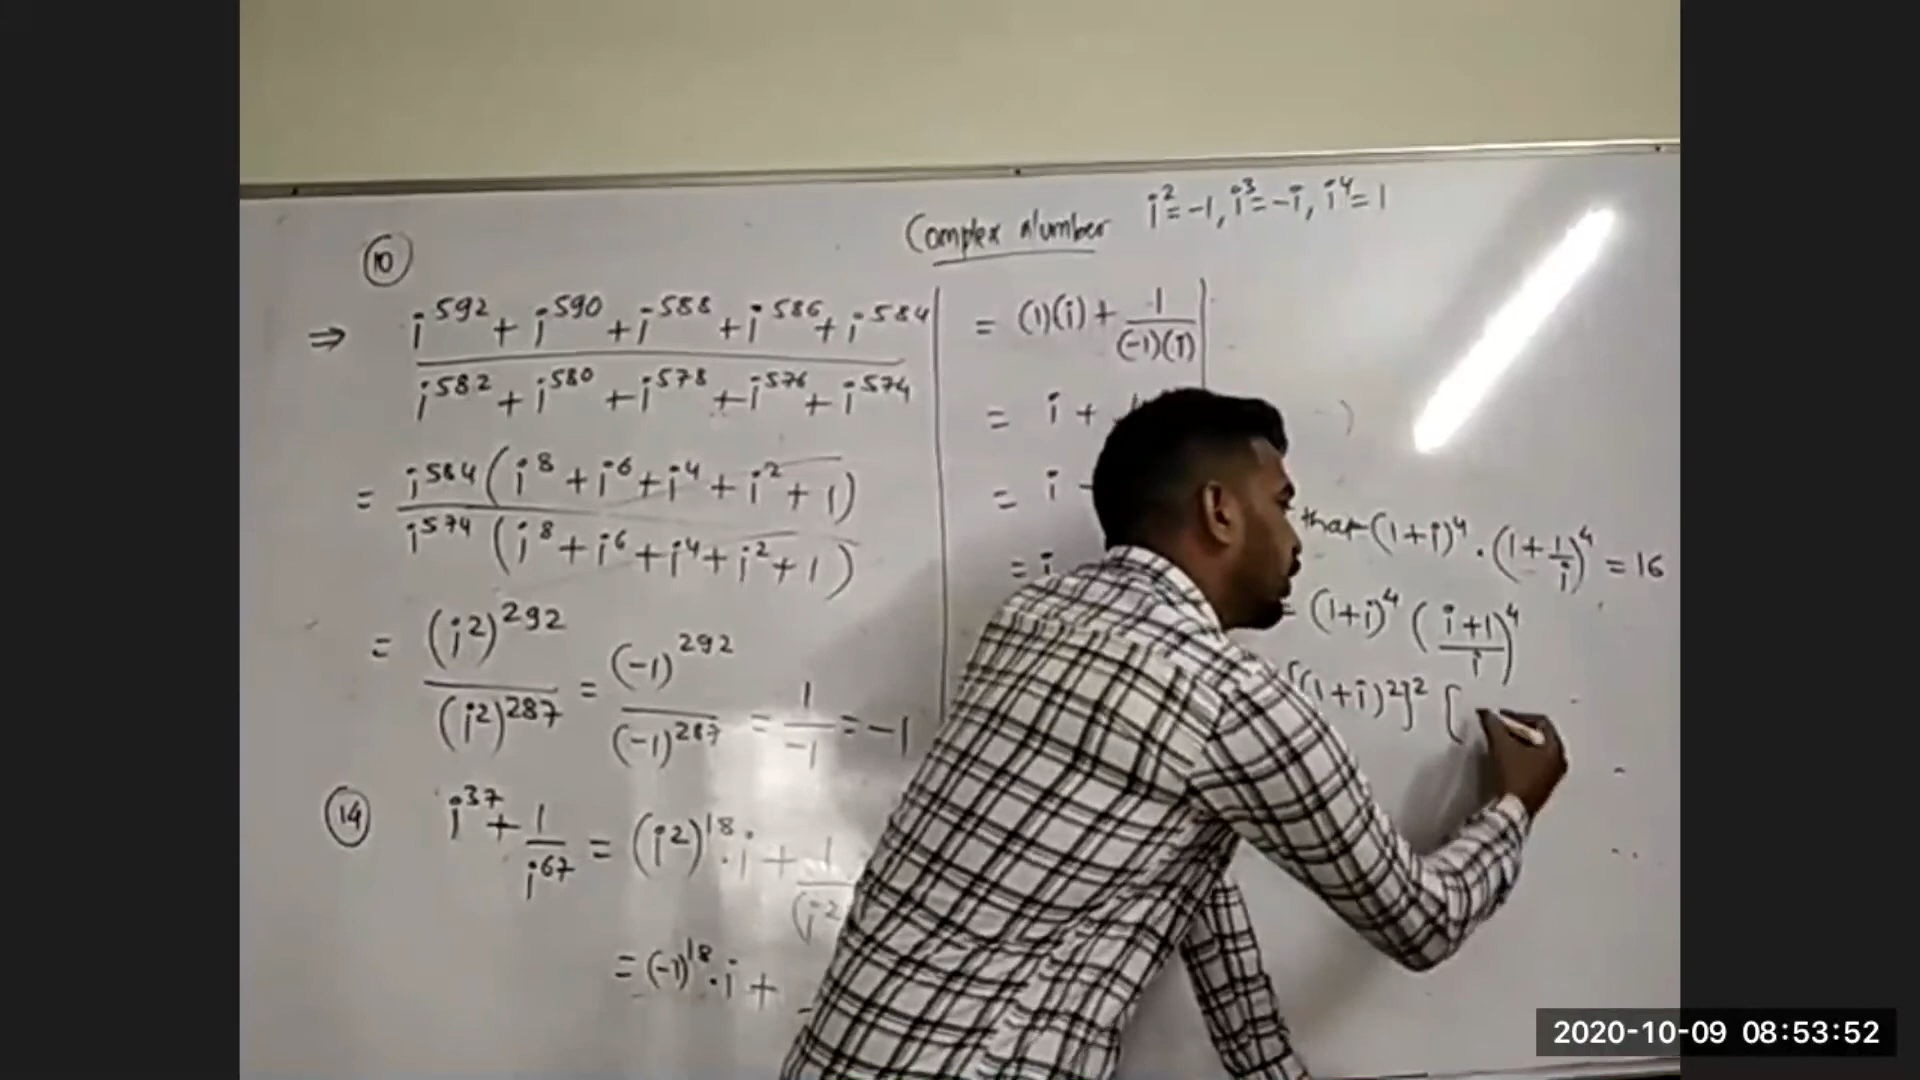 Complex Number i²=-1, i³=-i, i⁴=1
10
⇒ (i⁵⁹² + i⁵⁹⁰ + i⁵⁸⁸ + i⁵⁸⁶ + i⁵⁸⁴) / (i⁵⁸² + i⁵⁸⁰ + i⁵⁷⁸ + i⁵⁷⁶ + i⁵⁷⁴)
= i⁵⁸⁴(i⁸ + i⁶ + i⁴ + i² + 1) / i⁵⁷⁴(i⁸ + i⁶ + i⁴ + i² + 1)
= (i²)²⁹² / (i²)²⁸⁷ = (-1)²⁹² / (-1)²⁸⁷ = 1/-1 = -1
14 i³⁷ + 1/i⁶⁷ = (i²)¹⁸·i + 1/(i²
= (-1)¹⁸·i +
= (1)(i) + 1/(-1)(i)
= i +
= i
= i
that (1+i)⁴ · (1+1/i)⁴ = 16
= (1+i)⁴ ((i+1)/i)⁴
[(1+i)²]² [
2020-10-09 08:53:52